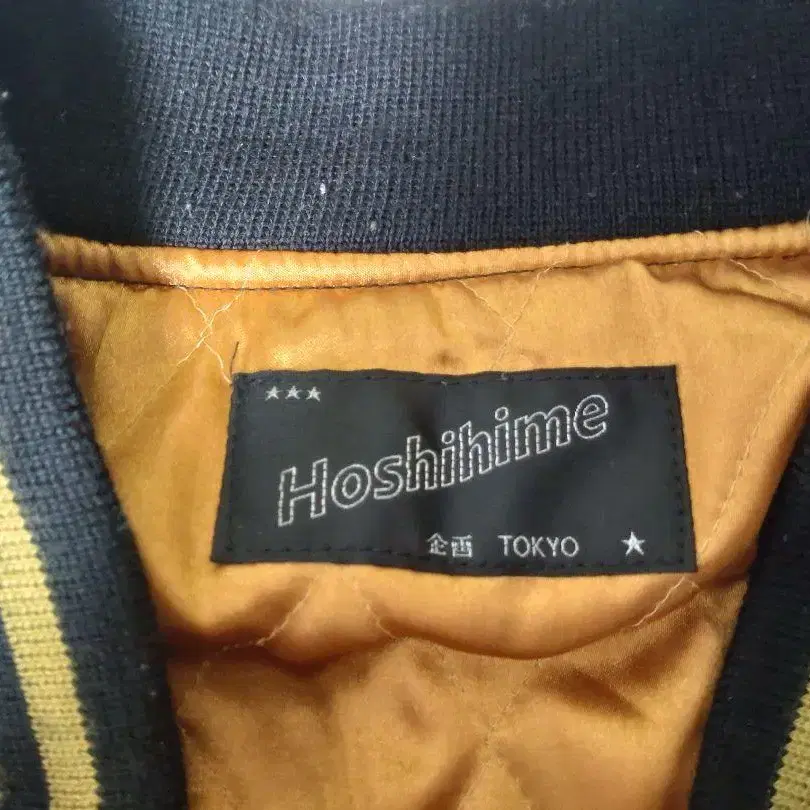 ★★★
Hoshihime
企画 TOKYO ★